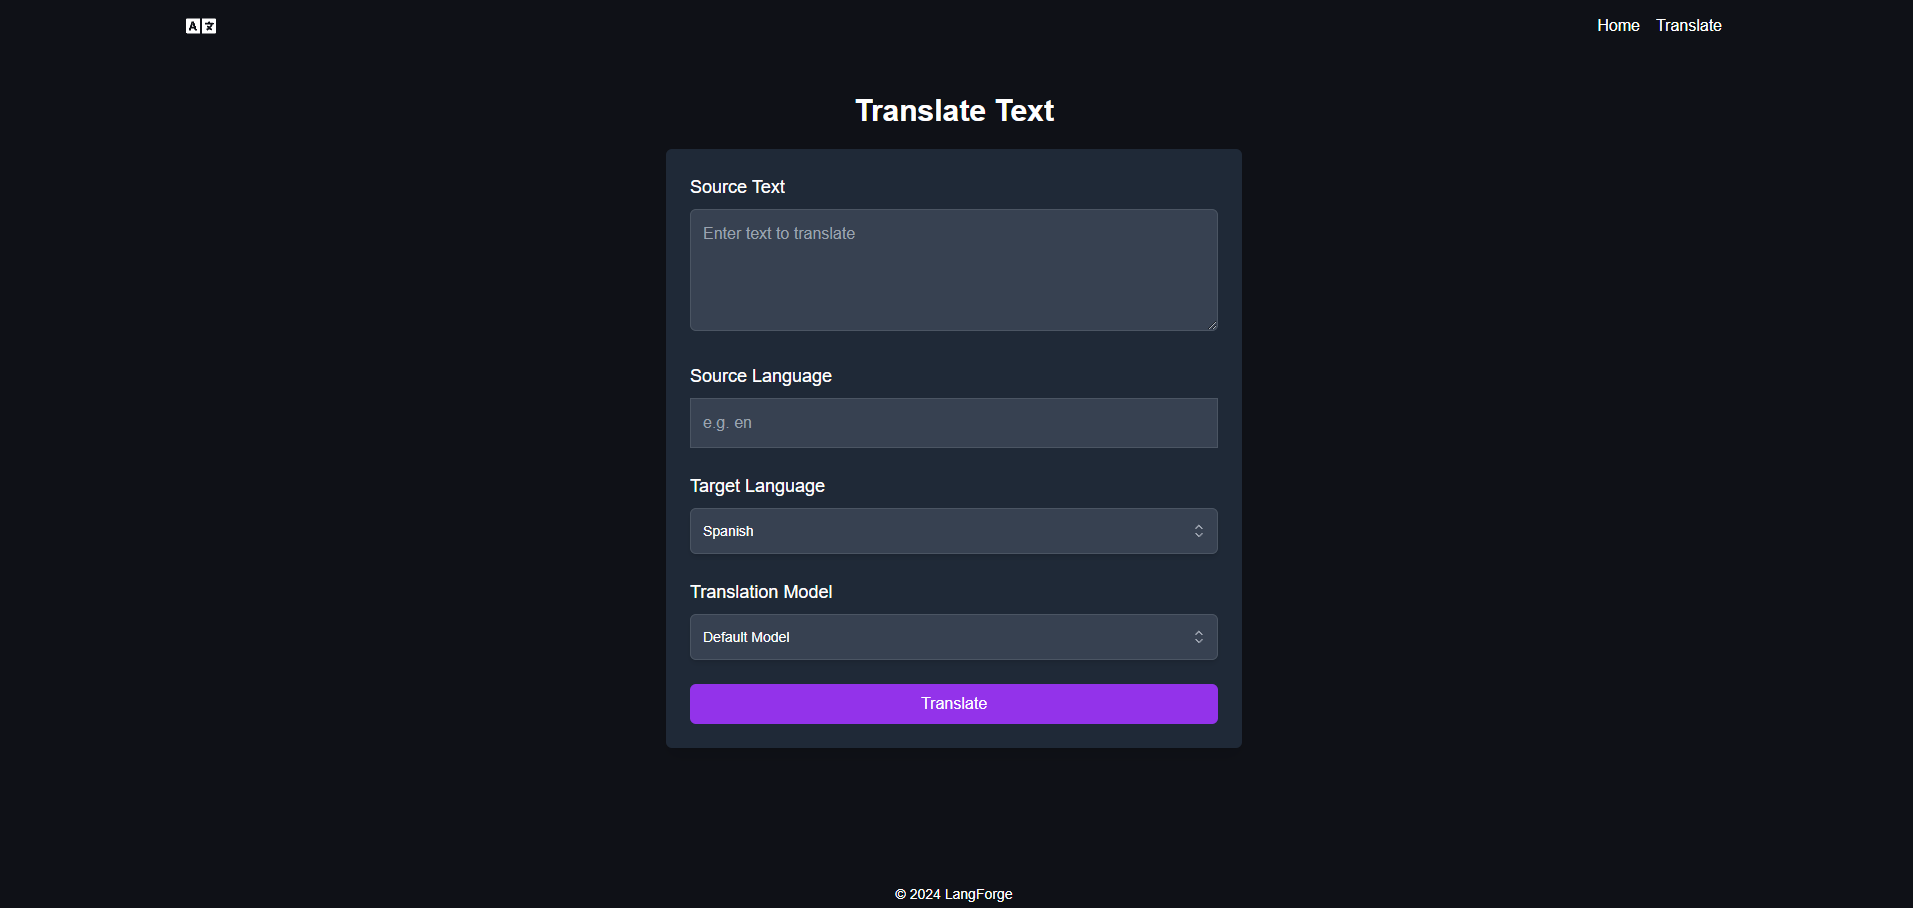 A 文
Home Translate
Translate Text
Source Text
Enter text to translate
Source Language
e.g. en
Target Language
Spanish
Translation Model
Default Model
Translate
© 2024 LangForge